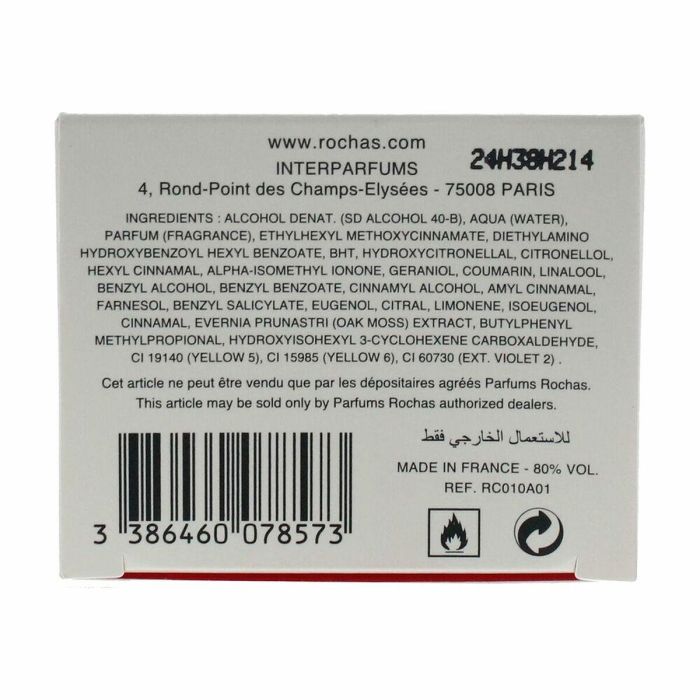 www.rochas.com
24H38H214
INTERPARFUMS
4, Rond-Point des Champs-Elysées - 75008 PARIS
INGREDIENTS : ALCOHOL DENAT. (SD ALCOHOL 40-B), AQUA (WATER),
PARFUM (FRAGRANCE), ETHYLHEXYL METHOXYCINNAMATE, DIETHYLAMINO
HYDROXYBENZOYL HEXYL BENZOATE, BHT, HYDROXYCITRONELLAL, CITRONELLOL,
HEXYL CINNAMAL, ALPHA-ISOMETHYL IONONE, GERANIOL, COUMARIN, LINALOOL,
BENZYL ALCOHOL, BENZYL BENZOATE, CINNAMYL ALCOHOL, AMYL CINNAMAL,
FARNESOL, BENZYL SALICYLATE, EUGENOL, CITRAL, LIMONENE, ISOEUGENOL,
CINNAMAL, EVERNIA PRUNASTRI (OAK MOSS) EXTRACT, BUTYLPHENYL
METHYLPROPIONAL, HYDROXYISOHEXYL 3-CYCLOHEXENE CARBOXALDEHYDE,
CI 19140 (YELLOW 5), CI 15985 (YELLOW 6), CI 60730 (EXT. VIOLET 2) .
Cet article ne peut être vendu que par les dépositaires agréés Parfums Rochas.
This article may be sold only by Parfums Rochas authorized dealers.
للاستعمال الخارجي فقط
MADE IN FRANCE - 80% VOL.
REF. RC010A01
3 386460 078573